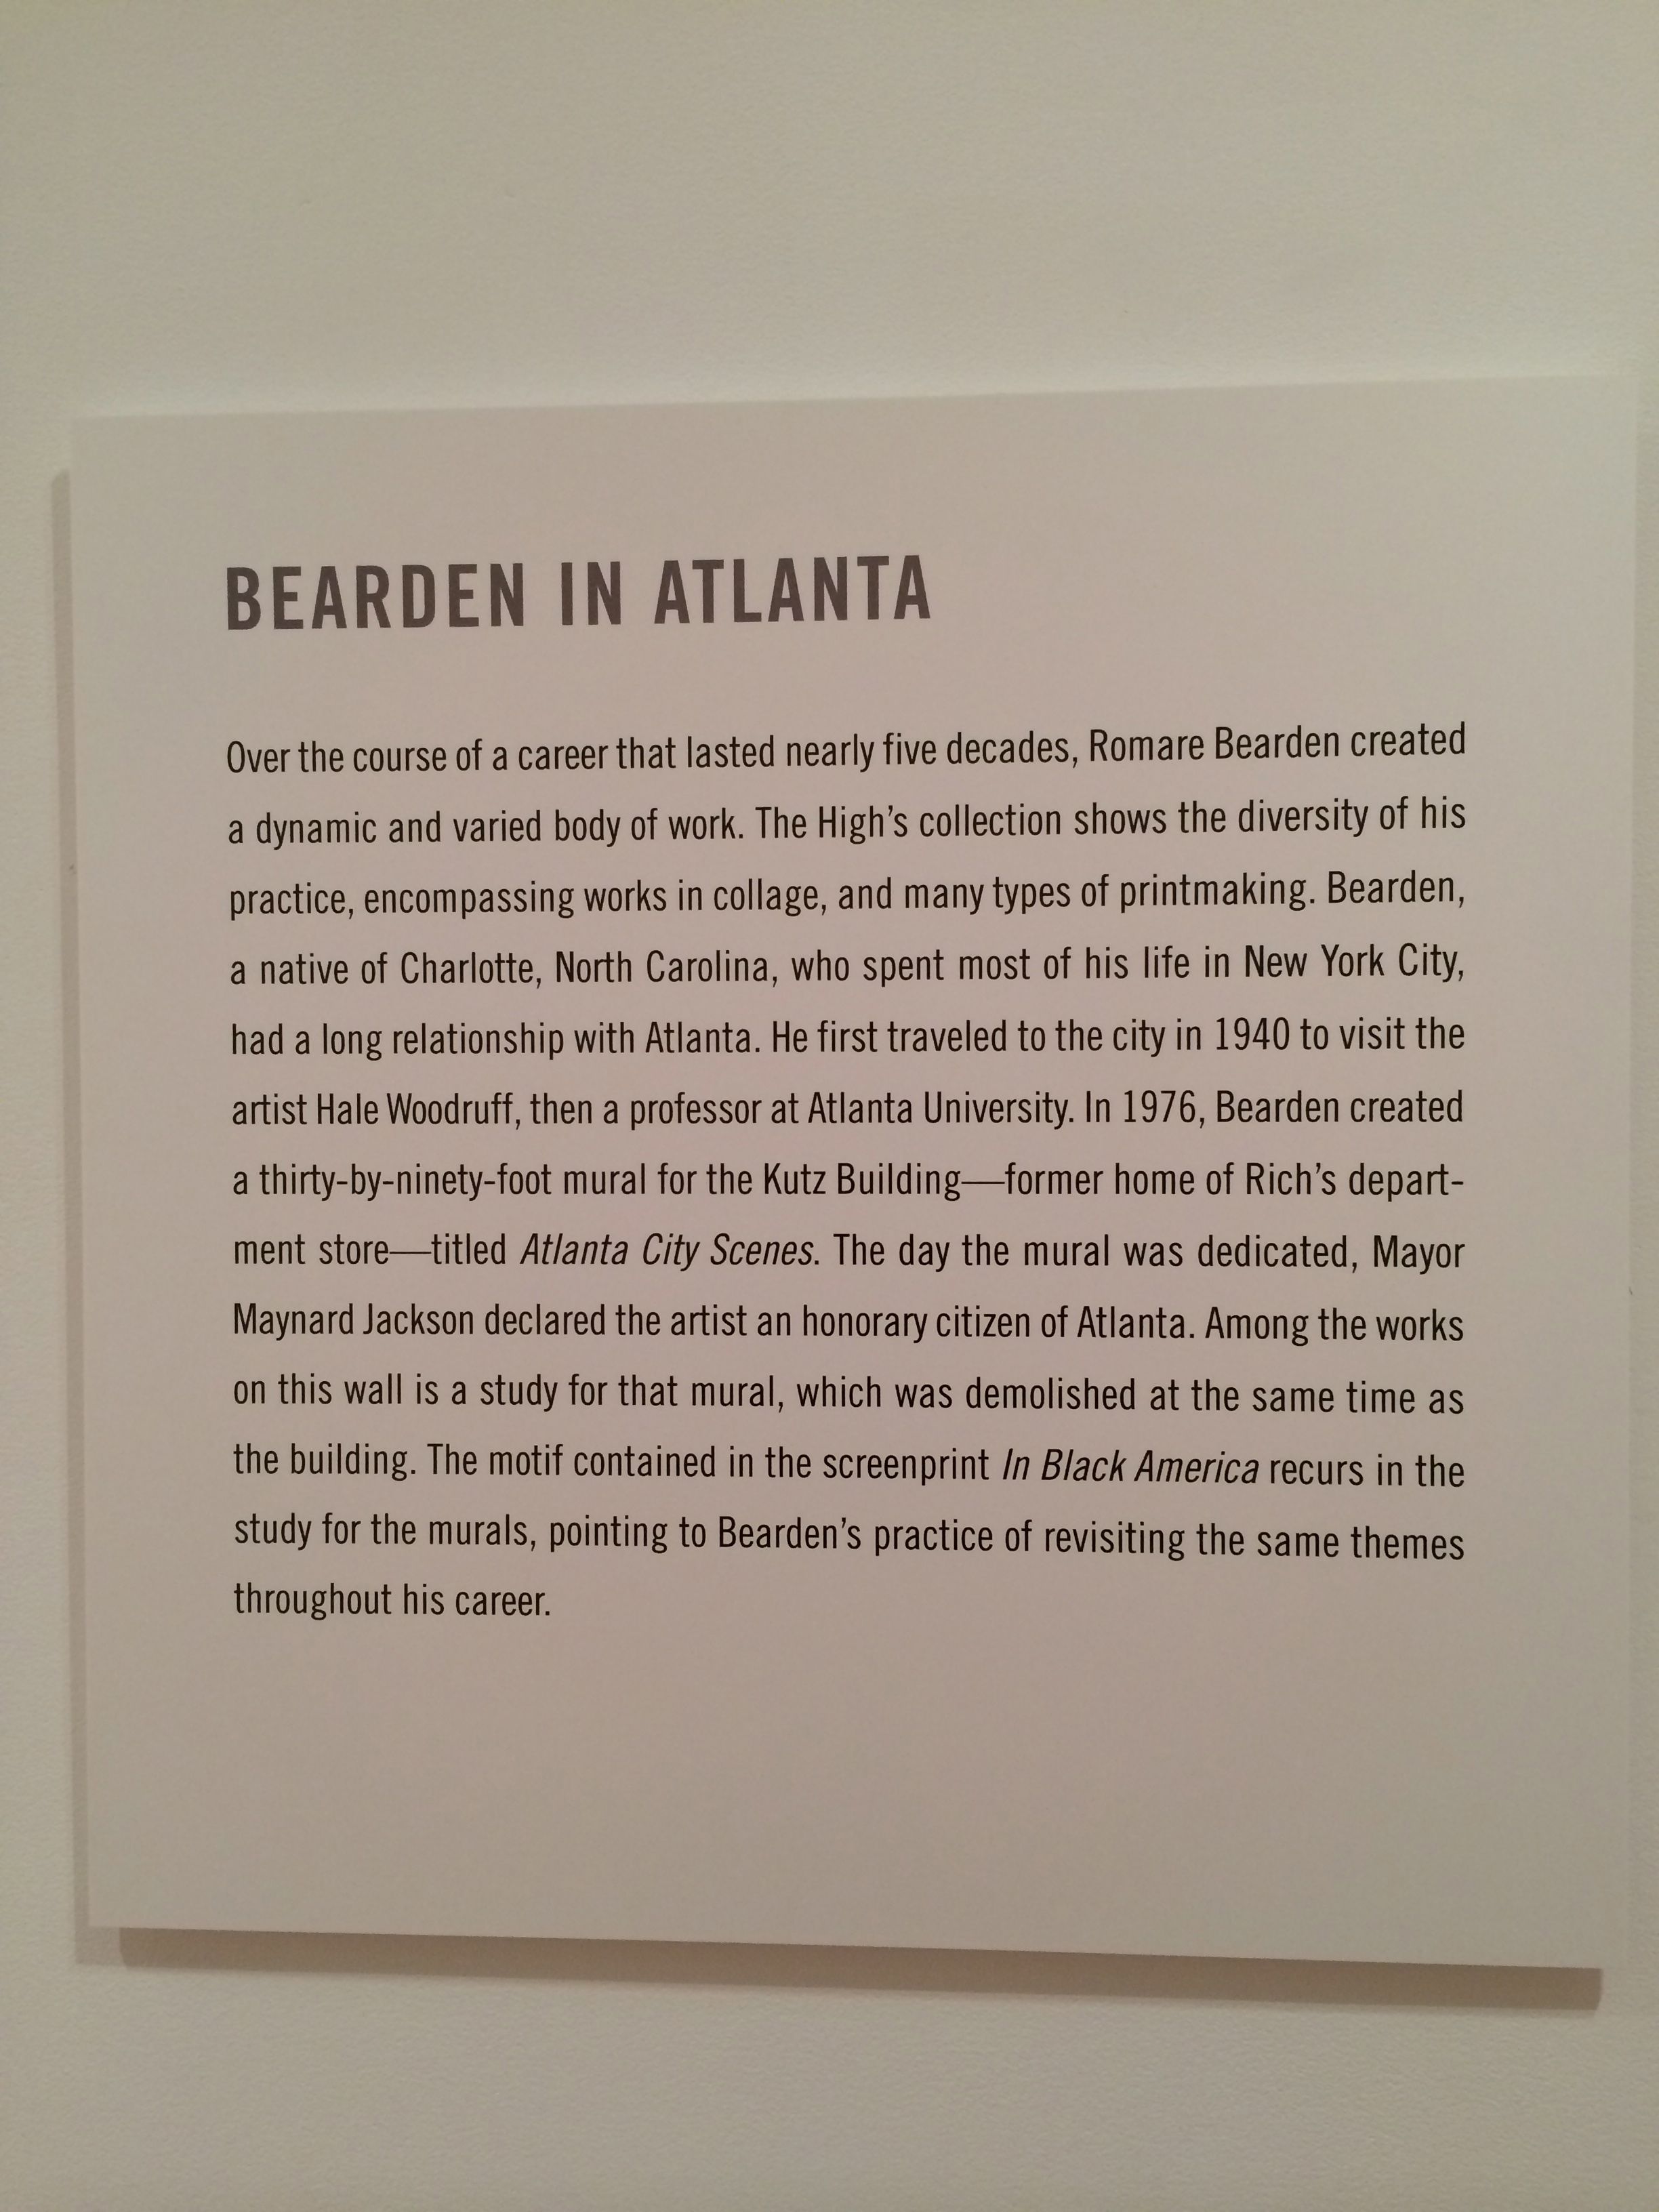 BEARDEN IN ATLANTA
Over the course of a career that lasted nearly five decades, Romare Bearden created
a dynamic and varied body of work. The High’s collection shows the diversity of his
practice, encompassing works in collage, and many types of printmaking. Bearden,
a native of Charlotte, North Carolina, who spent most of his life in New York City,
had a long relationship with Atlanta. He first traveled to the city in 1940 to visit the
artist Hale Woodruff, then a professor at Atlanta University. In 1976, Bearden created
a thirty-by-ninety-foot mural for the Kutz Building—former home of Rich’s depart-
ment store—titled Atlanta City Scenes. The day the mural was dedicated, Mayor
Maynard Jackson declared the artist an honorary citizen of Atlanta. Among the works
on this wall is a study for that mural, which was demolished at the same time as
the building. The motif contained in the screenprint In Black America recurs in the
study for the murals, pointing to Bearden’s practice of revisiting the same themes
throughout his career.